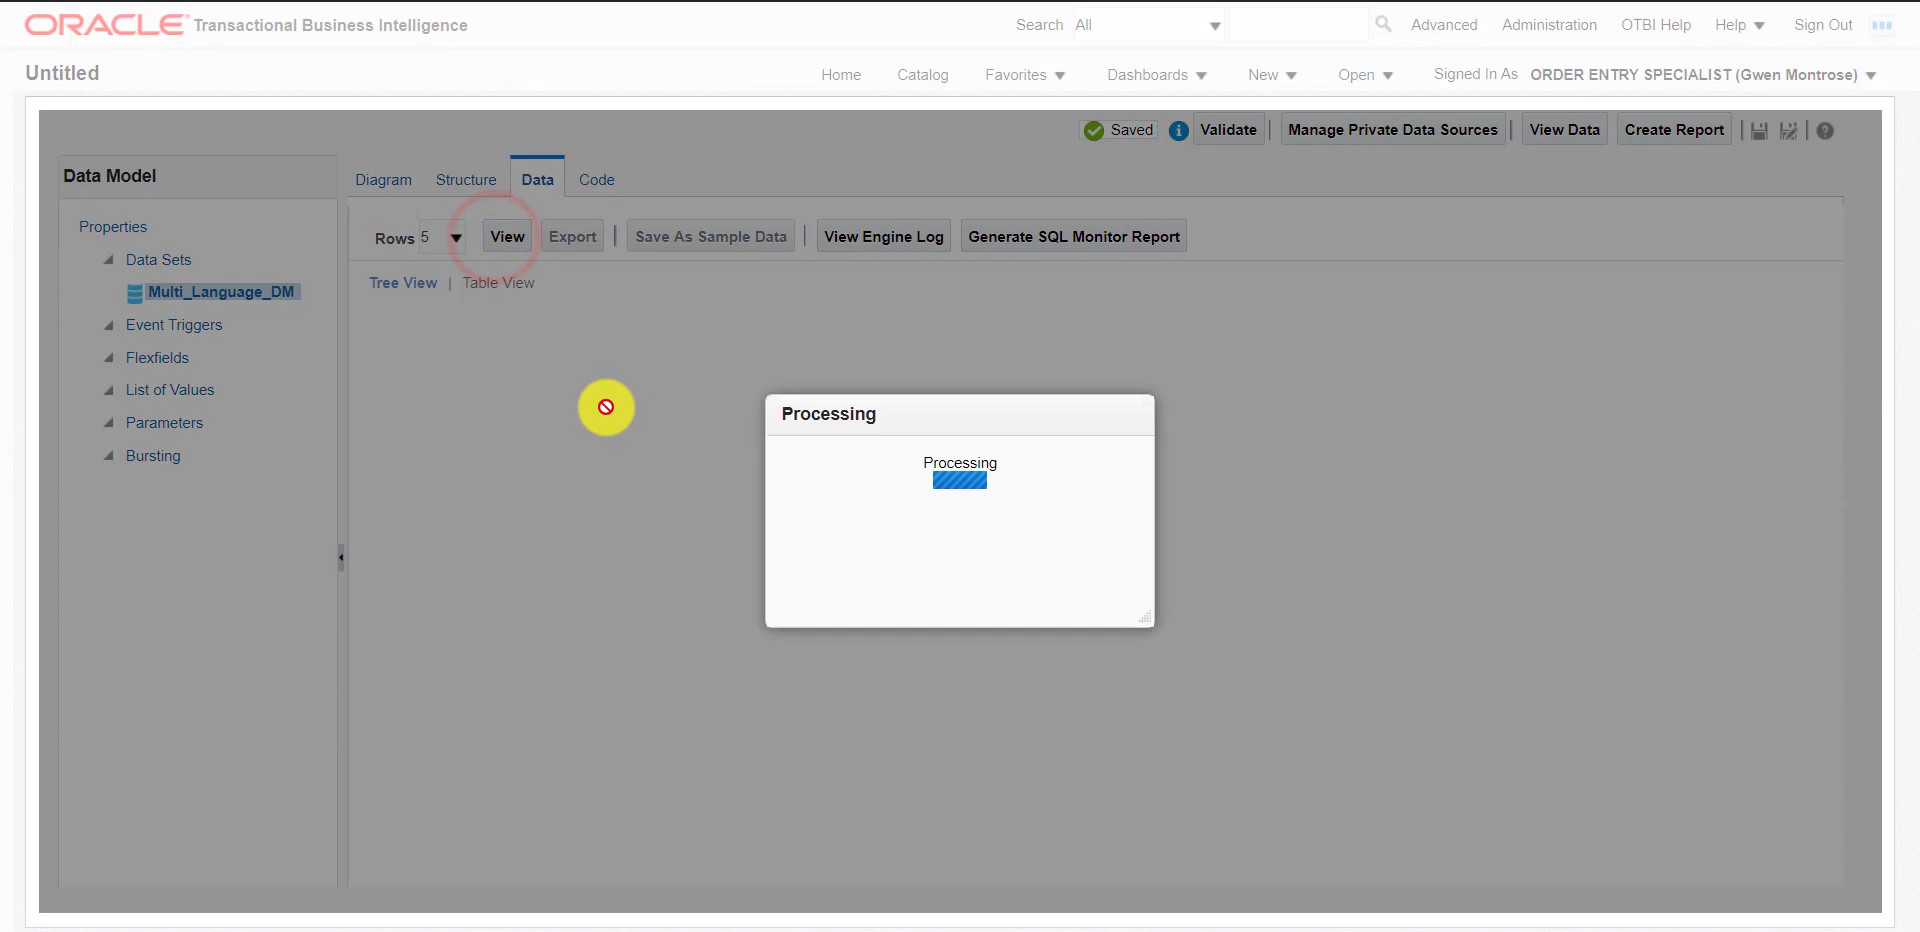 ORACLE Transactional Business Intelligence
Search All Advanced Administration OTBI Help Help Sign Out
Untitled
Home Catalog Favorites Dashboards New Open Signed In As ORDER ENTRY SPECIALIST (Gwen Montrose)
Saved Validate Manage Private Data Sources View Data Create Report
Data Model
Diagram Structure Data Code
Properties
Data Sets
Multi_Language_DM
Event Triggers
Flexfields
List of Values
Parameters
Bursting
Rows 5 View Export Save As Sample Data View Engine Log Generate SQL Monitor Report
Tree View | Table View
Processing
Processing